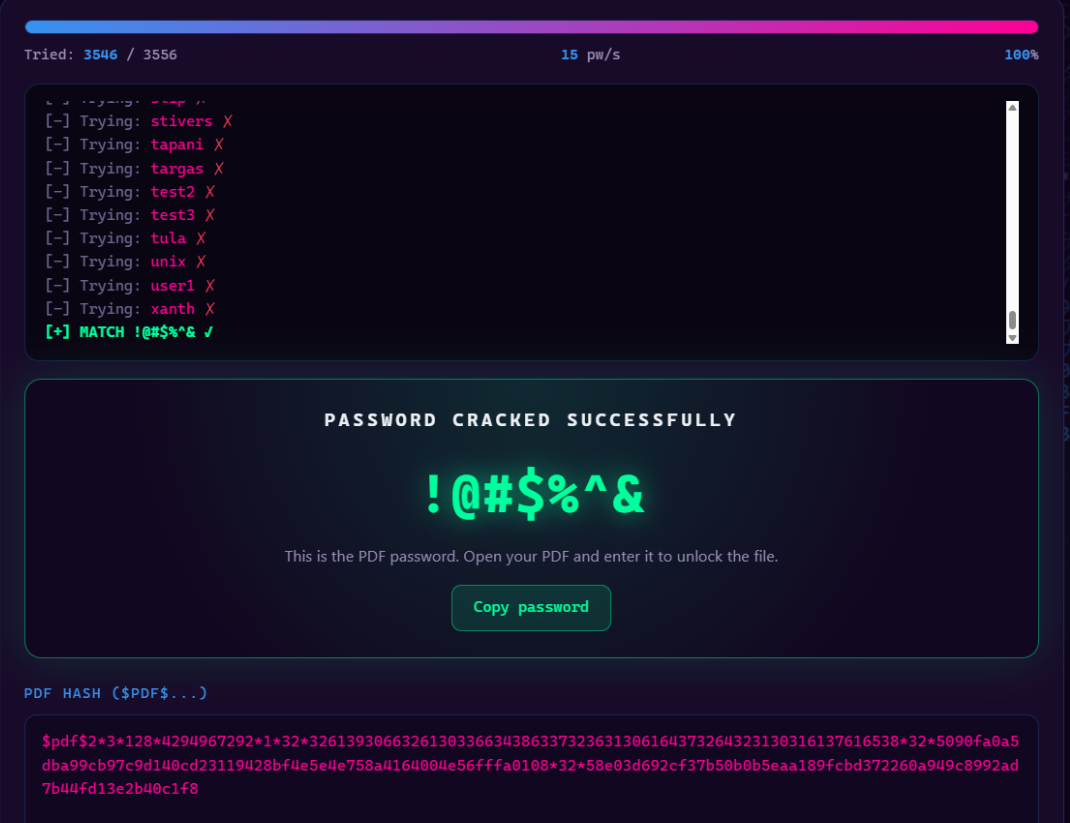 Tried: 3546 / 3556
15 pw/s
100%
[-] Trying: stip ✗
[-] Trying: stivers ✗
[-] Trying: tapani ✗
[-] Trying: targas ✗
[-] Trying: test2 ✗
[-] Trying: test3 ✗
[-] Trying: tula ✗
[-] Trying: unix ✗
[-] Trying: user1 ✗
[-] Trying: xanth ✗
[+] MATCH !@#$%^& ✓
PASSWORD CRACKED SUCCESSFULLY
!@#$%^&
This is the PDF password. Open your PDF and enter it to unlock the file.
Copy password
PDF HASH ($PDF$...)
$pdf$2*3*128*4294967292*1*32*3261393066326130336634386337323631306164373264323130316137616538*32*5090fa0a5
dba99cb97c9d140cd23119428bf4e5e4e758a4164004e56fffa0108*32*58e03d692cf37b50b0b5eaa189fcbd372260a949c8992ad
7b44fd13e2b40c1f8